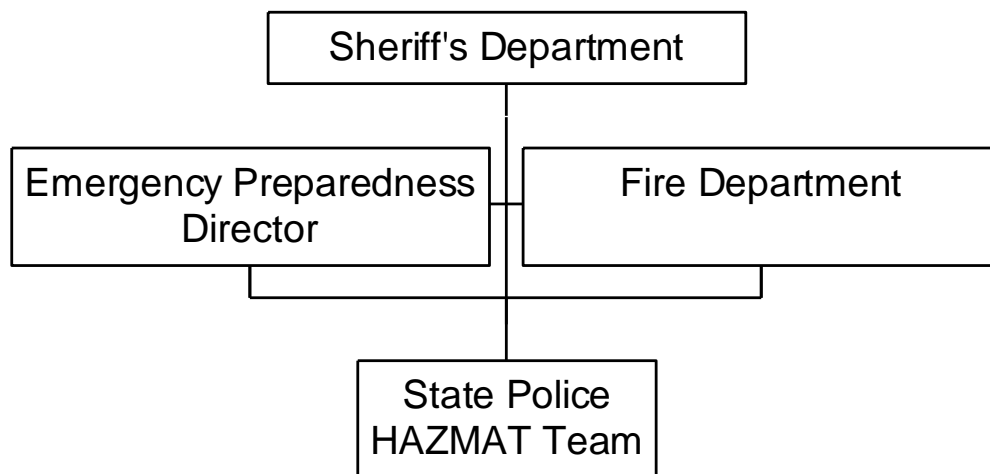 Sheriff's Department
Emergency Preparedness
Director
Fire Department
State Police
HAZMAT Team